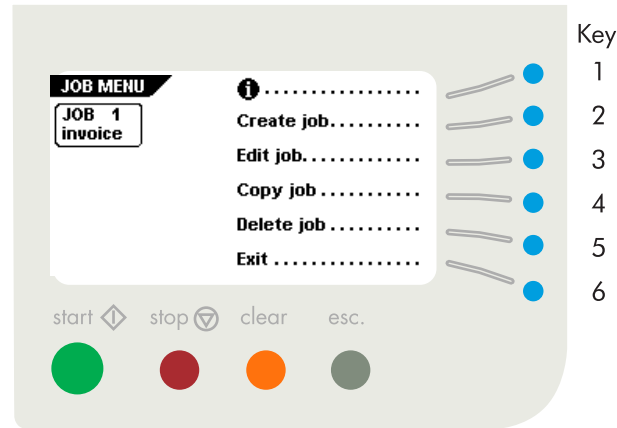 Key
JOB MENU
JOB 1
invoice
i.................
Create job...........
Edit job............
Copy job ...........
Delete job ..........
Exit ................
1
2
3
4
5
6
start stop clear esc.